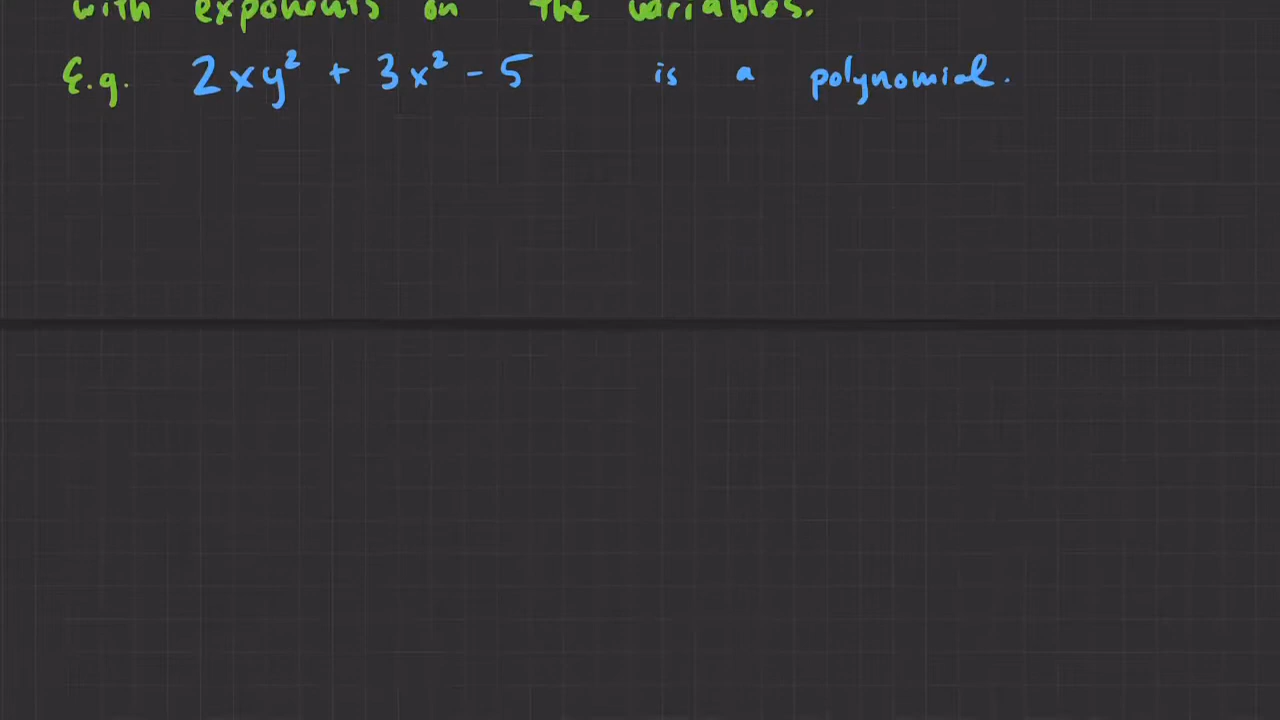 with exponents on the variables.
E.g. 2xy² + 3x² - 5 is a polynomial.